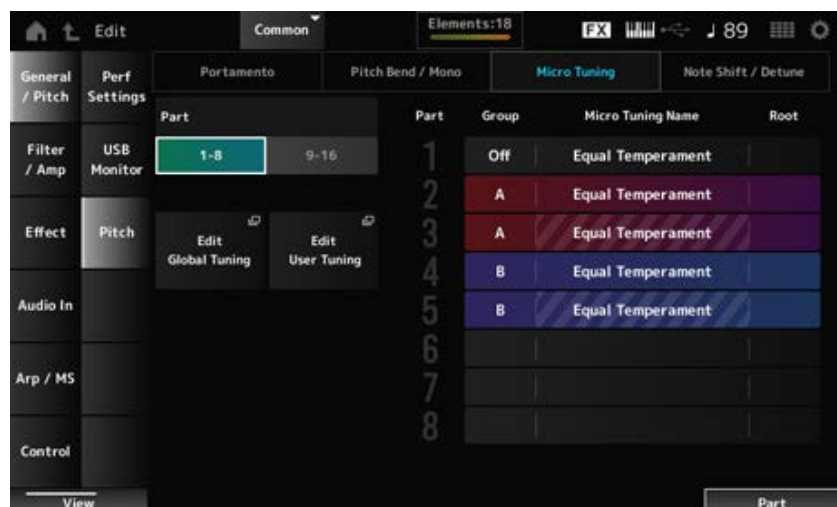 Edit
Common
Elements:18
FX
♩ 89
General / Pitch
Perf Settings
Filter / Amp
USB Monitor
Effect
Pitch
Audio In
Arp / MS
Control
View
Portamento
Pitch Bend / Mono
Micro Tuning
Note Shift / Detune
Part
1-8
9-16
Edit Global Tuning
Edit User Tuning
Part Group Micro Tuning Name Root
1 Off Equal Temperament
2 A Equal Temperament
3 A Equal Temperament
4 B Equal Temperament
5 B Equal Temperament
6
7
8
Part